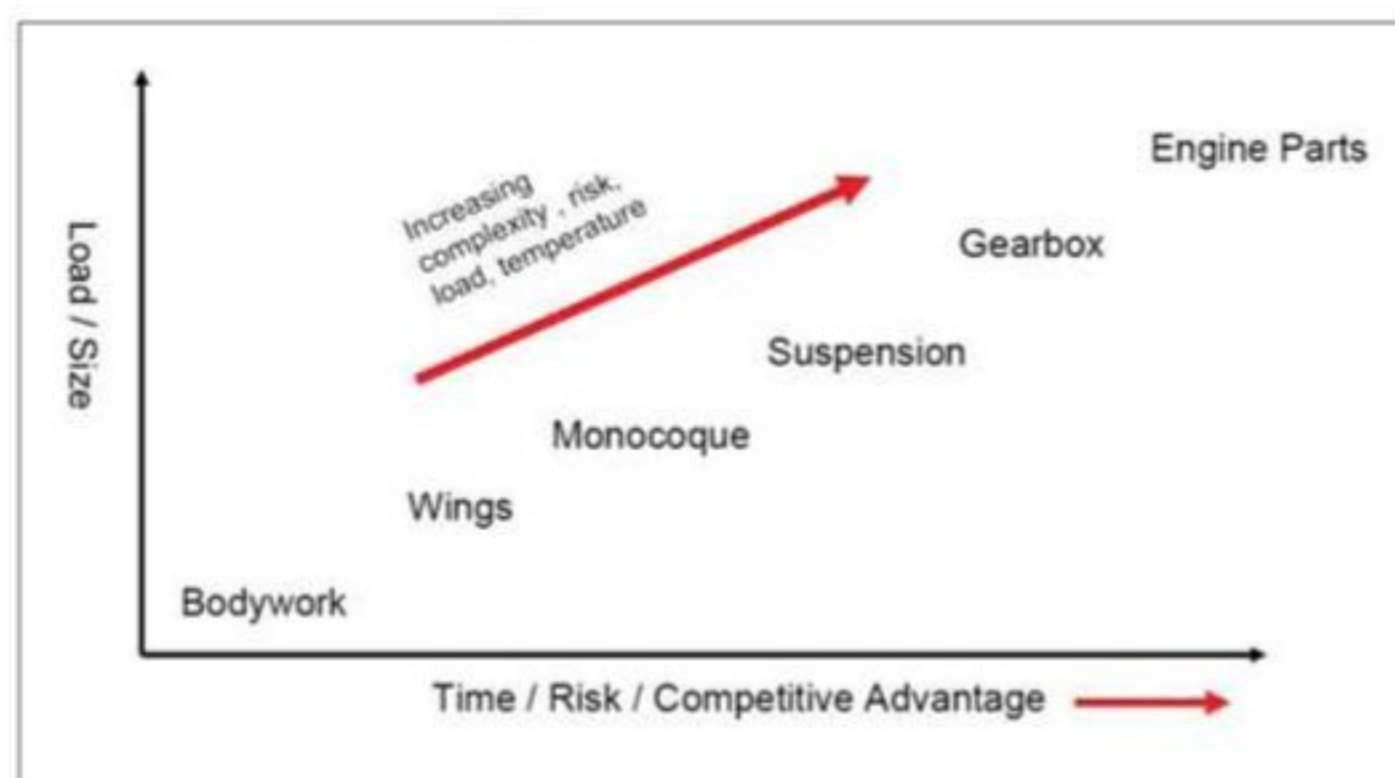 Engine Parts
Increasing
complexity , risk,
load, temperature
Gearbox
Load / Size
Suspension
Monocoque
Wings
Bodywork
Time / Risk / Competitive Advantage